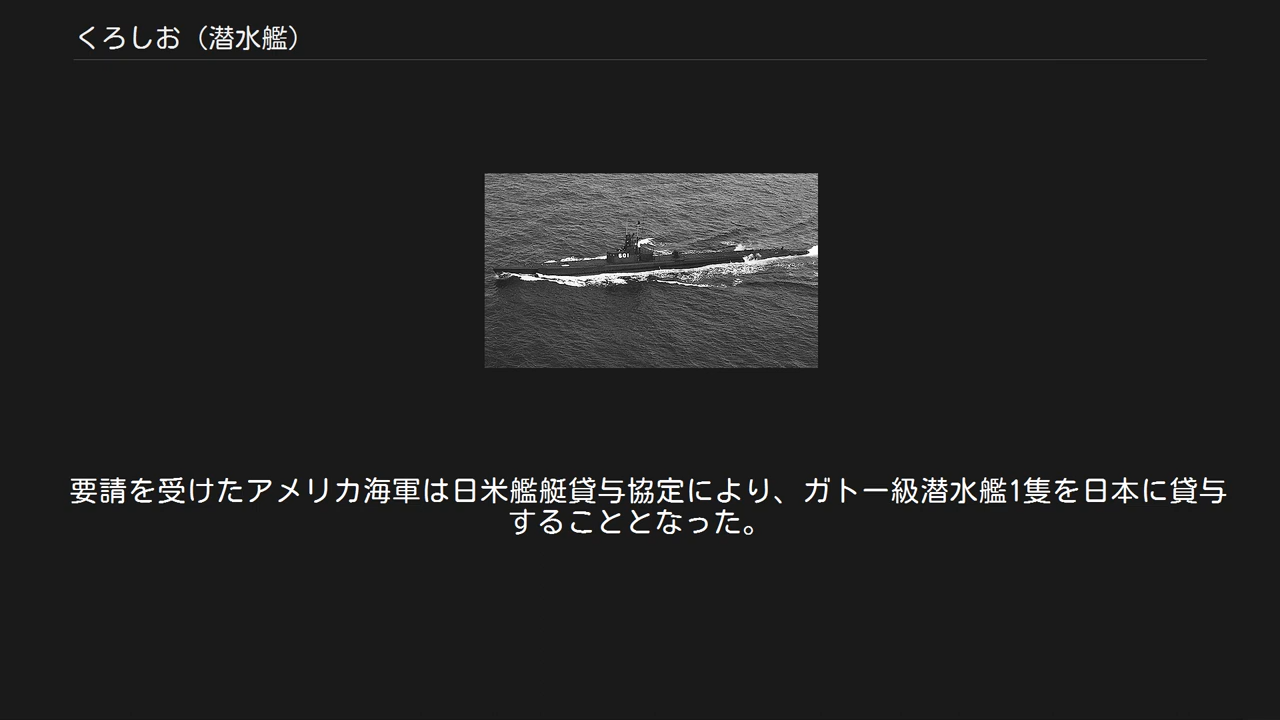 くろしお（潜水艦）
601
要請を受けたアメリカ海軍は日米艦艇貸与協定により、ガトー級潜水艦1隻を日本に貸与
することとなった。